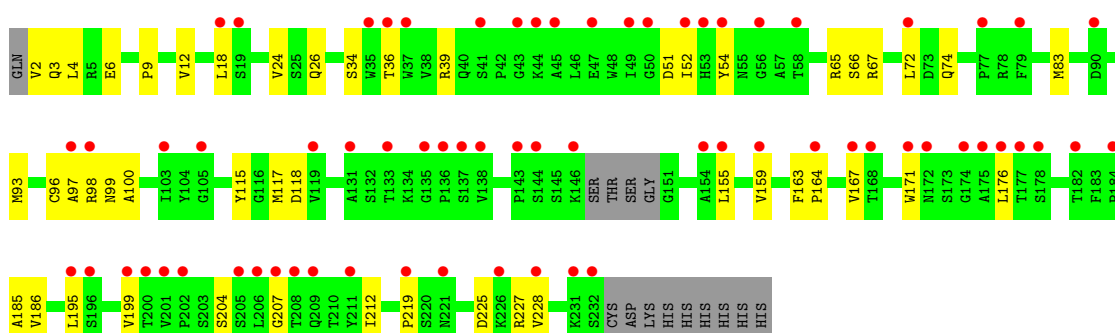 GLN V2 Q3 L4 R5 E6 P9 V12 L18 S19 V24 S25 Q26 S34 W35 T36 W37 V38 R39 Q40 S41 P42 G43 K44 A45 L46 E47 W48 I49 G50 D51 I52 H53 Y54 N55 G56 A57 T58 R65 S66 R67 L72 D73 Q74 P77 R78 F79 M83 D90
M93 C96 A97 R98 N99 A100 I103 Y104 G105 Y115 G116 M117 D118 V119 A131 S132 T133 K134 G135 P136 S137 V138 P143 S144 S145 K146 SER THR SER GLY G151 A154 L155 V159 F163 P164 V167 T168 W171 N172 S173 G174 A175 L176 T177 S178 T182 F183 P184
A185 V186 L195 S196 V199 T200 V201 P202 S203 S204 S205 L206 G207 T208 Q209 T210 Y211 I212 P219 S220 N221 D225 K226 R227 V228 K231 S232 CYS ASP LYS HIS HIS HIS HIS HIS HIS